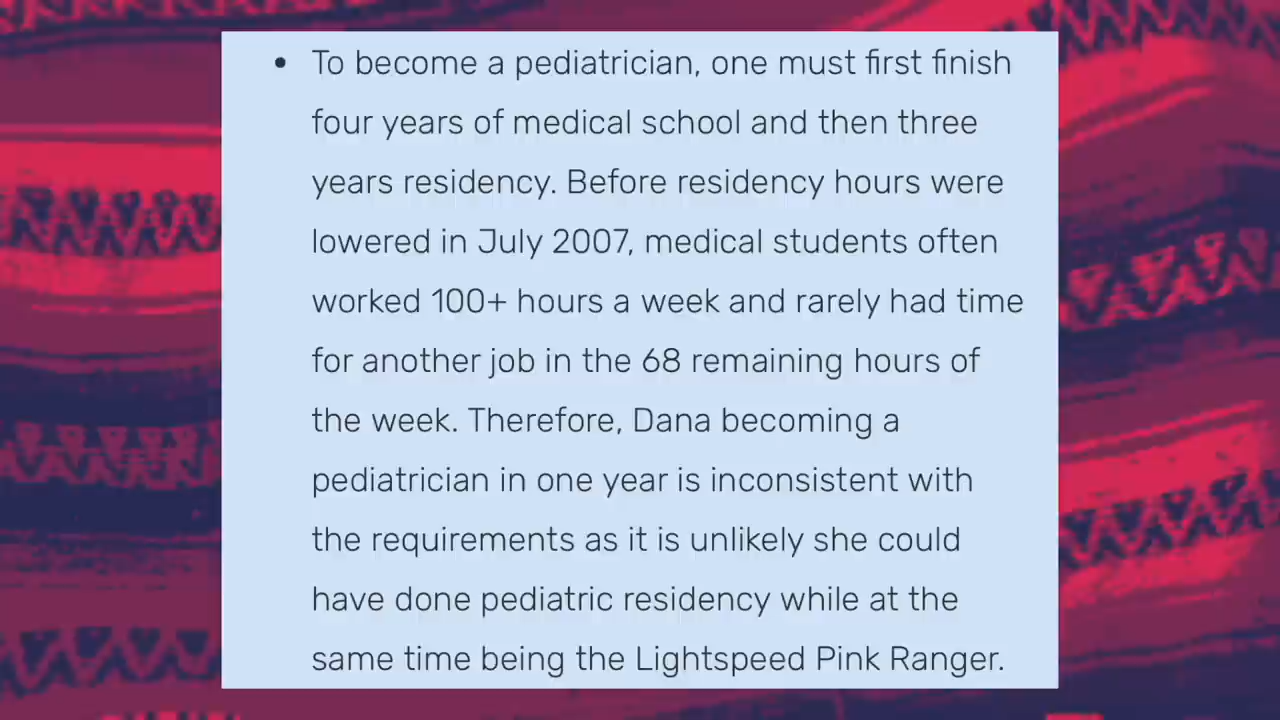 • To become a pediatrician, one must first finish
four years of medical school and then three
years residency. Before residency hours were
lowered in July 2007, medical students often
worked 100+ hours a week and rarely had time
for another job in the 68 remaining hours of
the week. Therefore, Dana becoming a
pediatrician in one year is inconsistent with
the requirements as it is unlikely she could
have done pediatric residency while at the
same time being the Lightspeed Pink Ranger.